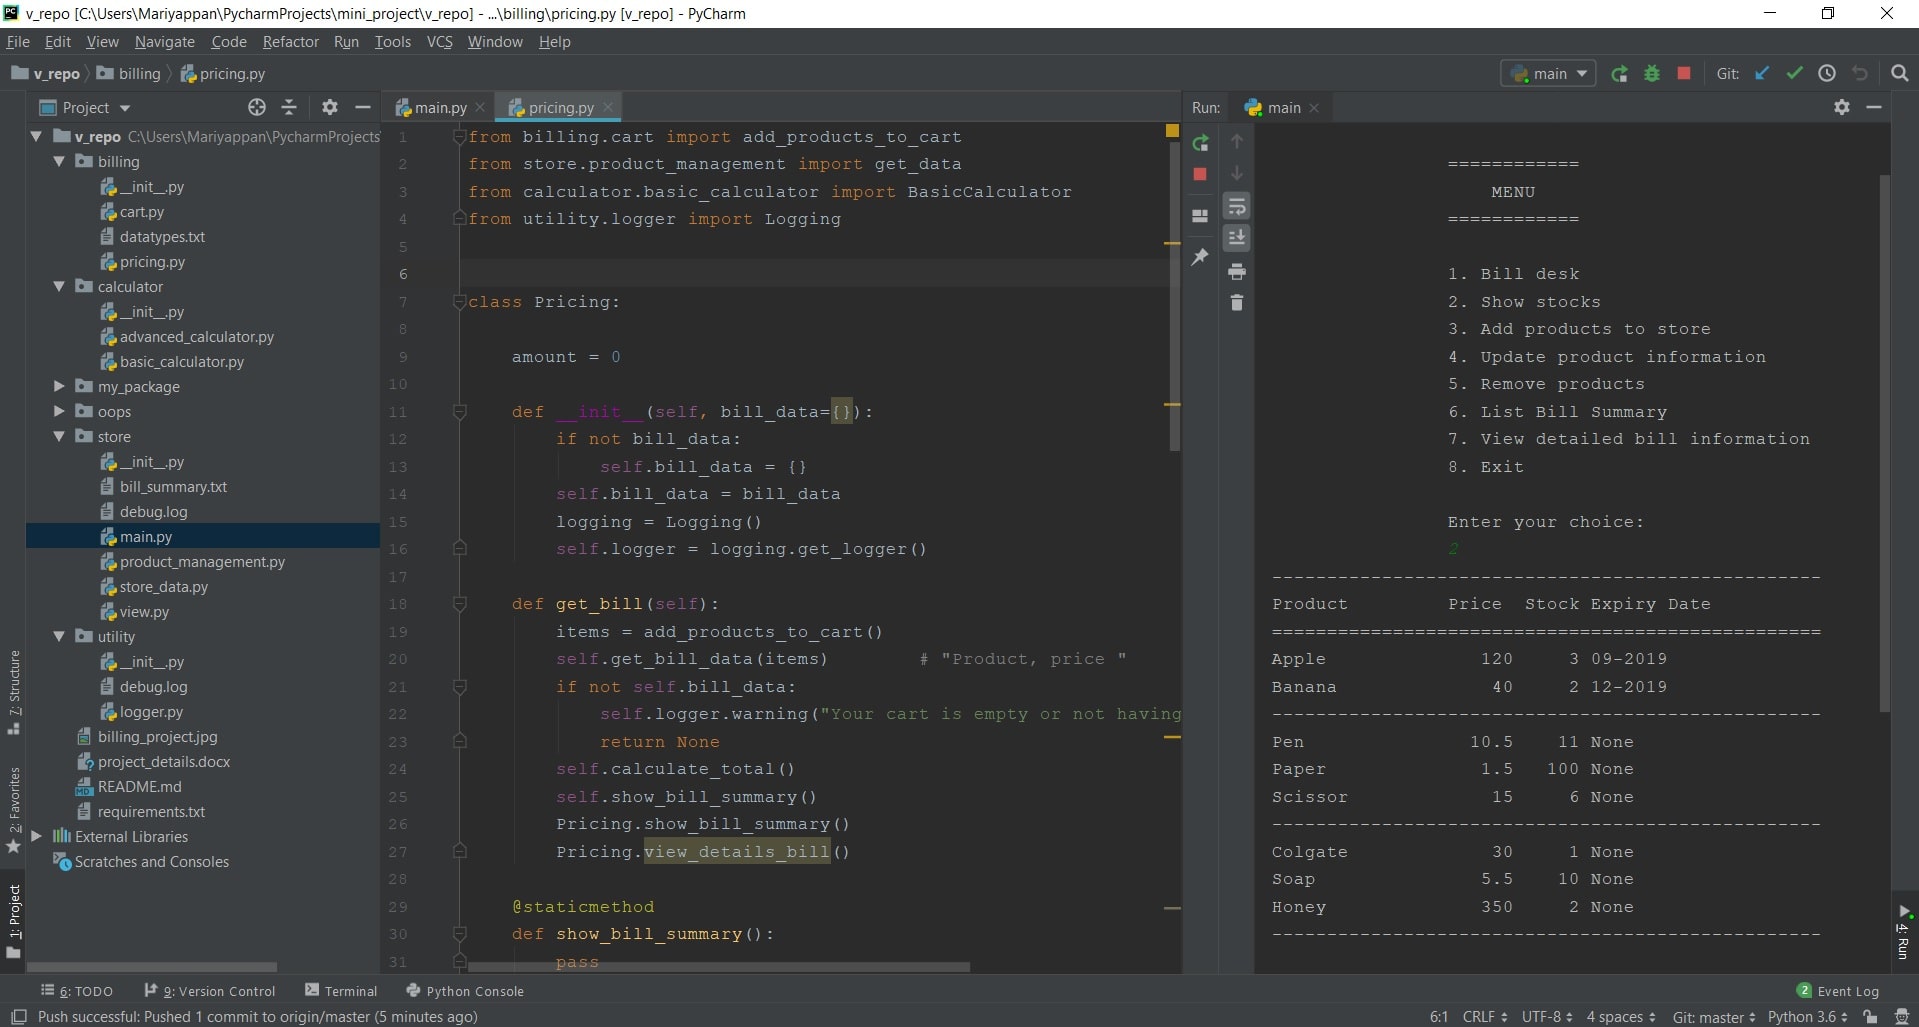 v_repo [C:\Users\Mariyappan\PycharmProjects\mini_project\v_repo] - ...\billing\pricing.py [v_repo] - PyCharm
File Edit View Navigate Code Refactor Run Tools VCS Window Help
v_repo billing pricing.py
main Git:
Project
v_repo C:\Users\Mariyappan\PycharmProjects
billing
__init__.py
cart.py
datatypes.txt
pricing.py
calculator
__init__.py
advanced_calculator.py
basic_calculator.py
my_package
oops
store
__init__.py
bill_summary.txt
debug.log
main.py
product_management.py
store_data.py
view.py
utility
__init__.py
debug.log
logger.py
billing_project.jpg
project_details.docx
README.md
requirements.txt
External Libraries
Scratches and Consoles
7: Structure
2: Favorites
1: Project
main.py pricing.py
1 from billing.cart import add_products_to_cart
2 from store.product_management import get_data
3 from calculator.basic_calculator import BasicCalculator
4 from utility.logger import Logging
5
6
7 class Pricing:
8
9 amount = 0
10
11 def __init__(self, bill_data={}):
12 if not bill_data:
13 self.bill_data = {}
14 self.bill_data = bill_data
15 logging = Logging()
16 self.logger = logging.get_logger()
17
18 def get_bill(self):
19 items = add_products_to_cart()
20 self.get_bill_data(items) # "Product, price "
21 if not self.bill_data:
22 self.logger.warning("Your cart is empty or not having
23 return None
24 self.calculate_total()
25 self.show_bill_summary()
26 Pricing.show_bill_summary()
27 Pricing.view_details_bill()
28
29 @staticmethod
30 def show_bill_summary():
31 pass
Run: main
============
MENU
============
1. Bill desk
2. Show stocks
3. Add products to store
4. Update product information
5. Remove products
6. List Bill Summary
7. View detailed bill information
8. Exit
Enter your choice:
2
--------------------------------------------------
Product Price Stock Expiry Date
==================================================
Apple 120 3 09-2019
Banana 40 2 12-2019
--------------------------------------------------
Pen 10.5 11 None
Paper 1.5 100 None
Scissor 15 6 None
--------------------------------------------------
Colgate 30 1 None
Soap 5.5 10 None
Honey 350 2 None
--------------------------------------------------
4: Run
6: TODO 9: Version Control Terminal Python Console 2 Event Log
Push successful: Pushed 1 commit to origin/master (5 minutes ago) 6:1 CRLF UTF-8 4 spaces Git: master Python 3.6